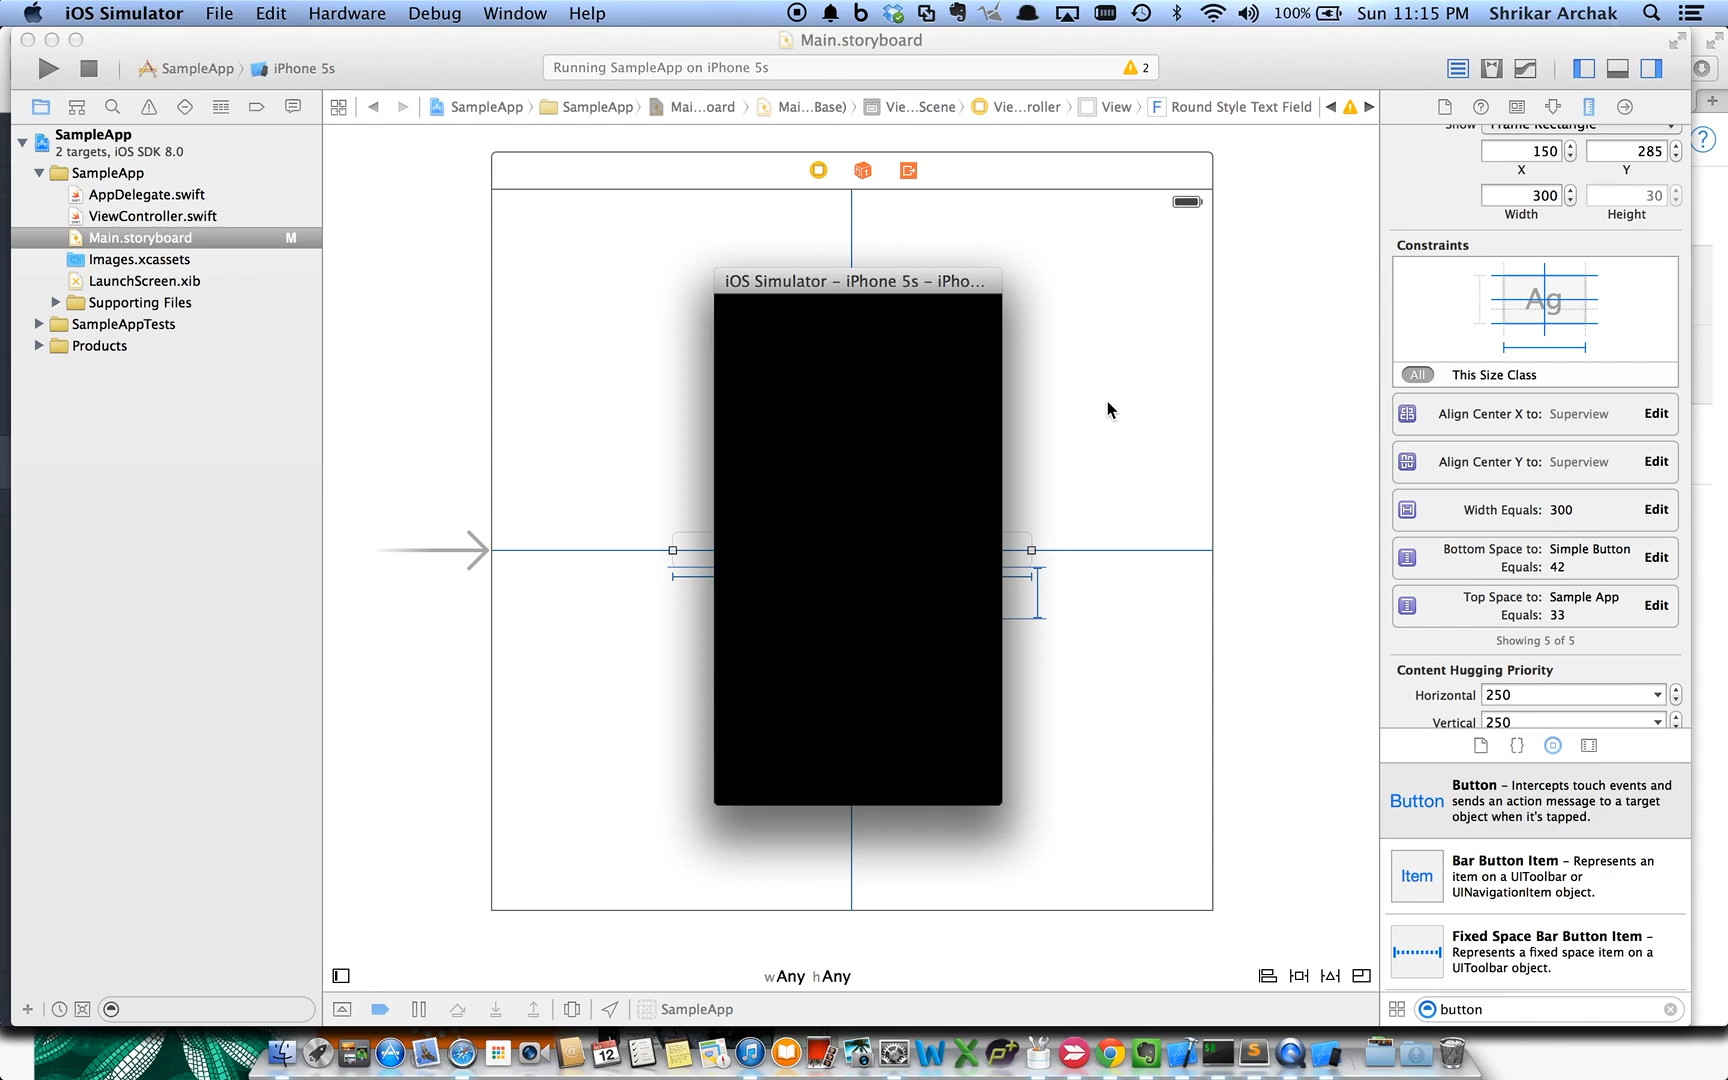 iOS Simulator File Edit Hardware Debug Window Help 100% Sun 11:15 PM Shrikar Archak
Main.storyboard
SampleApp iPhone 5s Running SampleApp on iPhone 5s 2
SampleApp SampleApp Mai...oard Mai...Base) Vie...Scene Vie...roller View F Round Style Text Field
SampleApp
2 targets, iOS SDK 8.0
SampleApp
AppDelegate.swift
ViewController.swift
Main.storyboard M
Images.xcassets
LaunchScreen.xib
Supporting Files
SampleAppTests
Products
iOS Simulator – iPhone 5s – iPho...
wAny hAny
SampleApp
Show Frame Rectangle
150 285
X Y
300 30
Width Height
Constraints
Ag
All This Size Class
Align Center X to: Superview Edit
Align Center Y to: Superview Edit
Width Equals: 300 Edit
Bottom Space to: Simple Button
Equals: 42 Edit
Top Space to: Sample App
Equals: 33 Edit
Showing 5 of 5
Content Hugging Priority
Horizontal 250
Vertical 250
Button
Button – Intercepts touch events and
sends an action message to a target
object when it's tapped.
Item
Bar Button Item – Represents an
item on a UIToolbar or
UINavigationItem object.
Fixed Space Bar Button Item –
Represents a fixed space item on a
UIToolbar object.
button
12